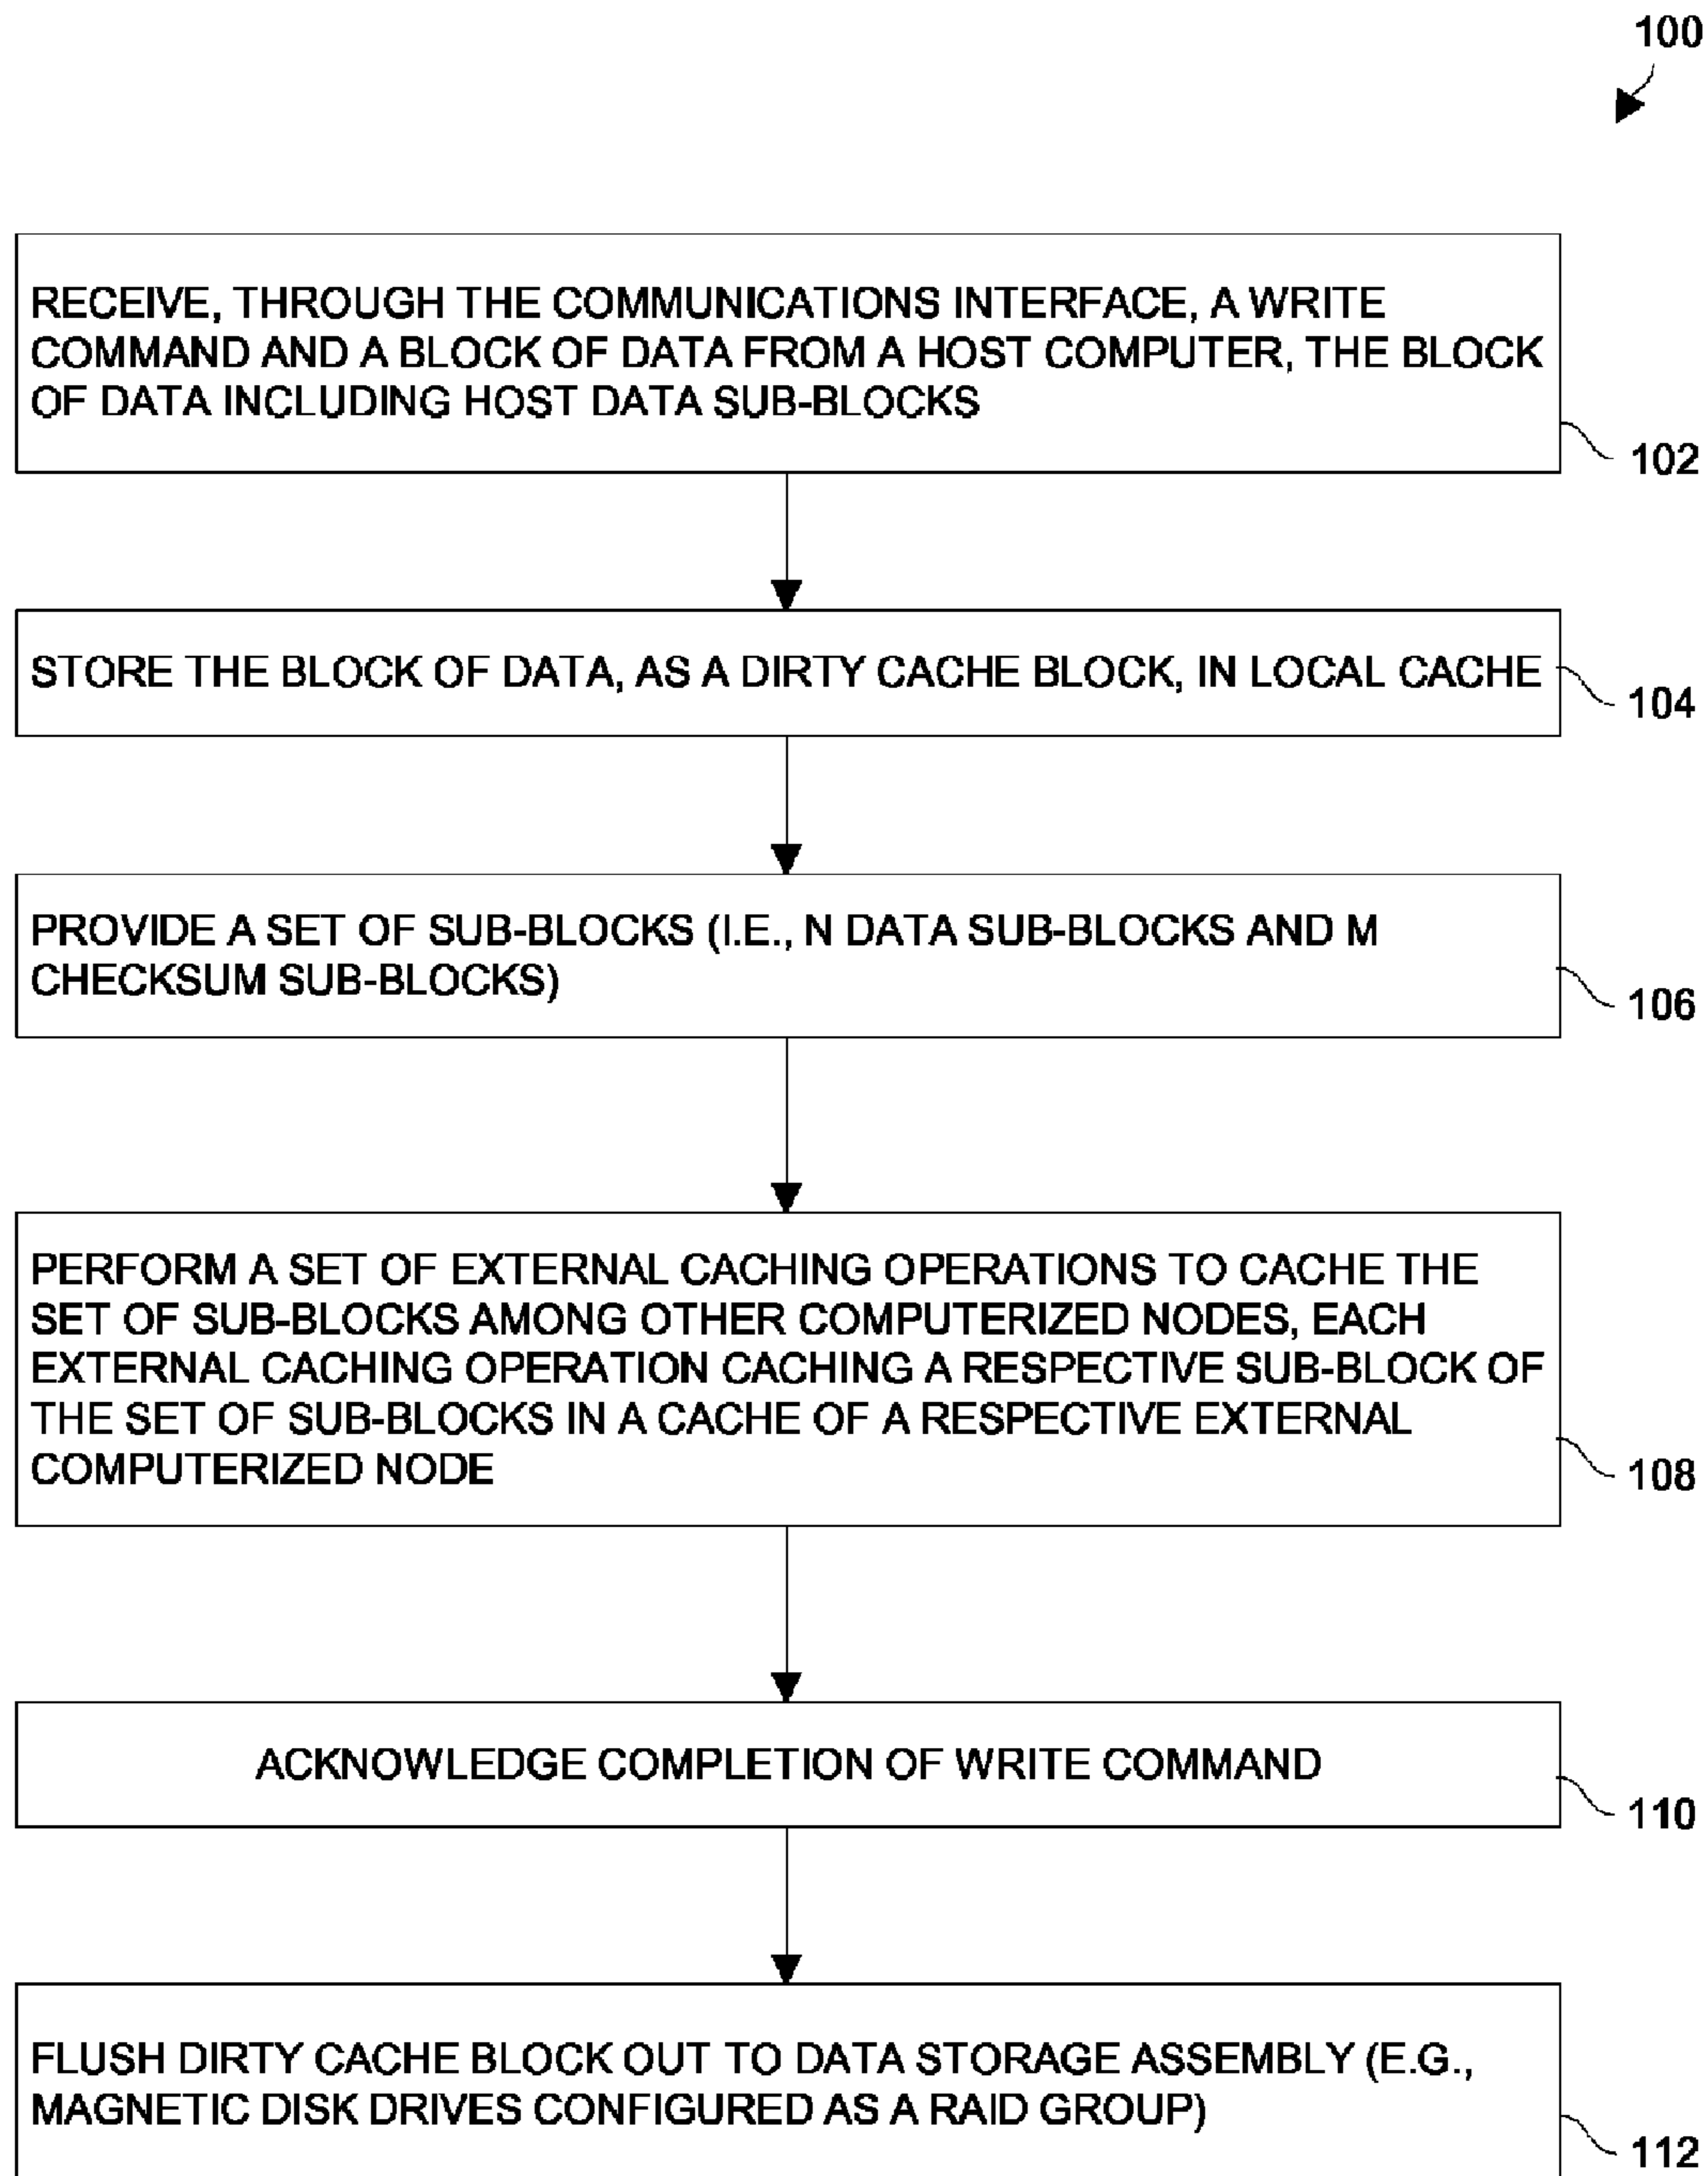 100
RECEIVE, THROUGH THE COMMUNICATIONS INTERFACE, A WRITE
COMMAND AND A BLOCK OF DATA FROM A HOST COMPUTER, THE BLOCK
OF DATA INCLUDING HOST DATA SUB-BLOCKS
102
STORE THE BLOCK OF DATA, AS A DIRTY CACHE BLOCK, IN LOCAL CACHE
104
PROVIDE A SET OF SUB-BLOCKS (I.E., N DATA SUB-BLOCKS AND M
CHECKSUM SUB-BLOCKS)
106
PERFORM A SET OF EXTERNAL CACHING OPERATIONS TO CACHE THE
SET OF SUB-BLOCKS AMONG OTHER COMPUTERIZED NODES, EACH
EXTERNAL CACHING OPERATION CACHING A RESPECTIVE SUB-BLOCK OF
THE SET OF SUB-BLOCKS IN A CACHE OF A RESPECTIVE EXTERNAL
COMPUTERIZED NODE
108
ACKNOWLEDGE COMPLETION OF WRITE COMMAND
110
FLUSH DIRTY CACHE BLOCK OUT TO DATA STORAGE ASSEMBLY (E.G.,
MAGNETIC DISK DRIVES CONFIGURED AS A RAID GROUP)
112